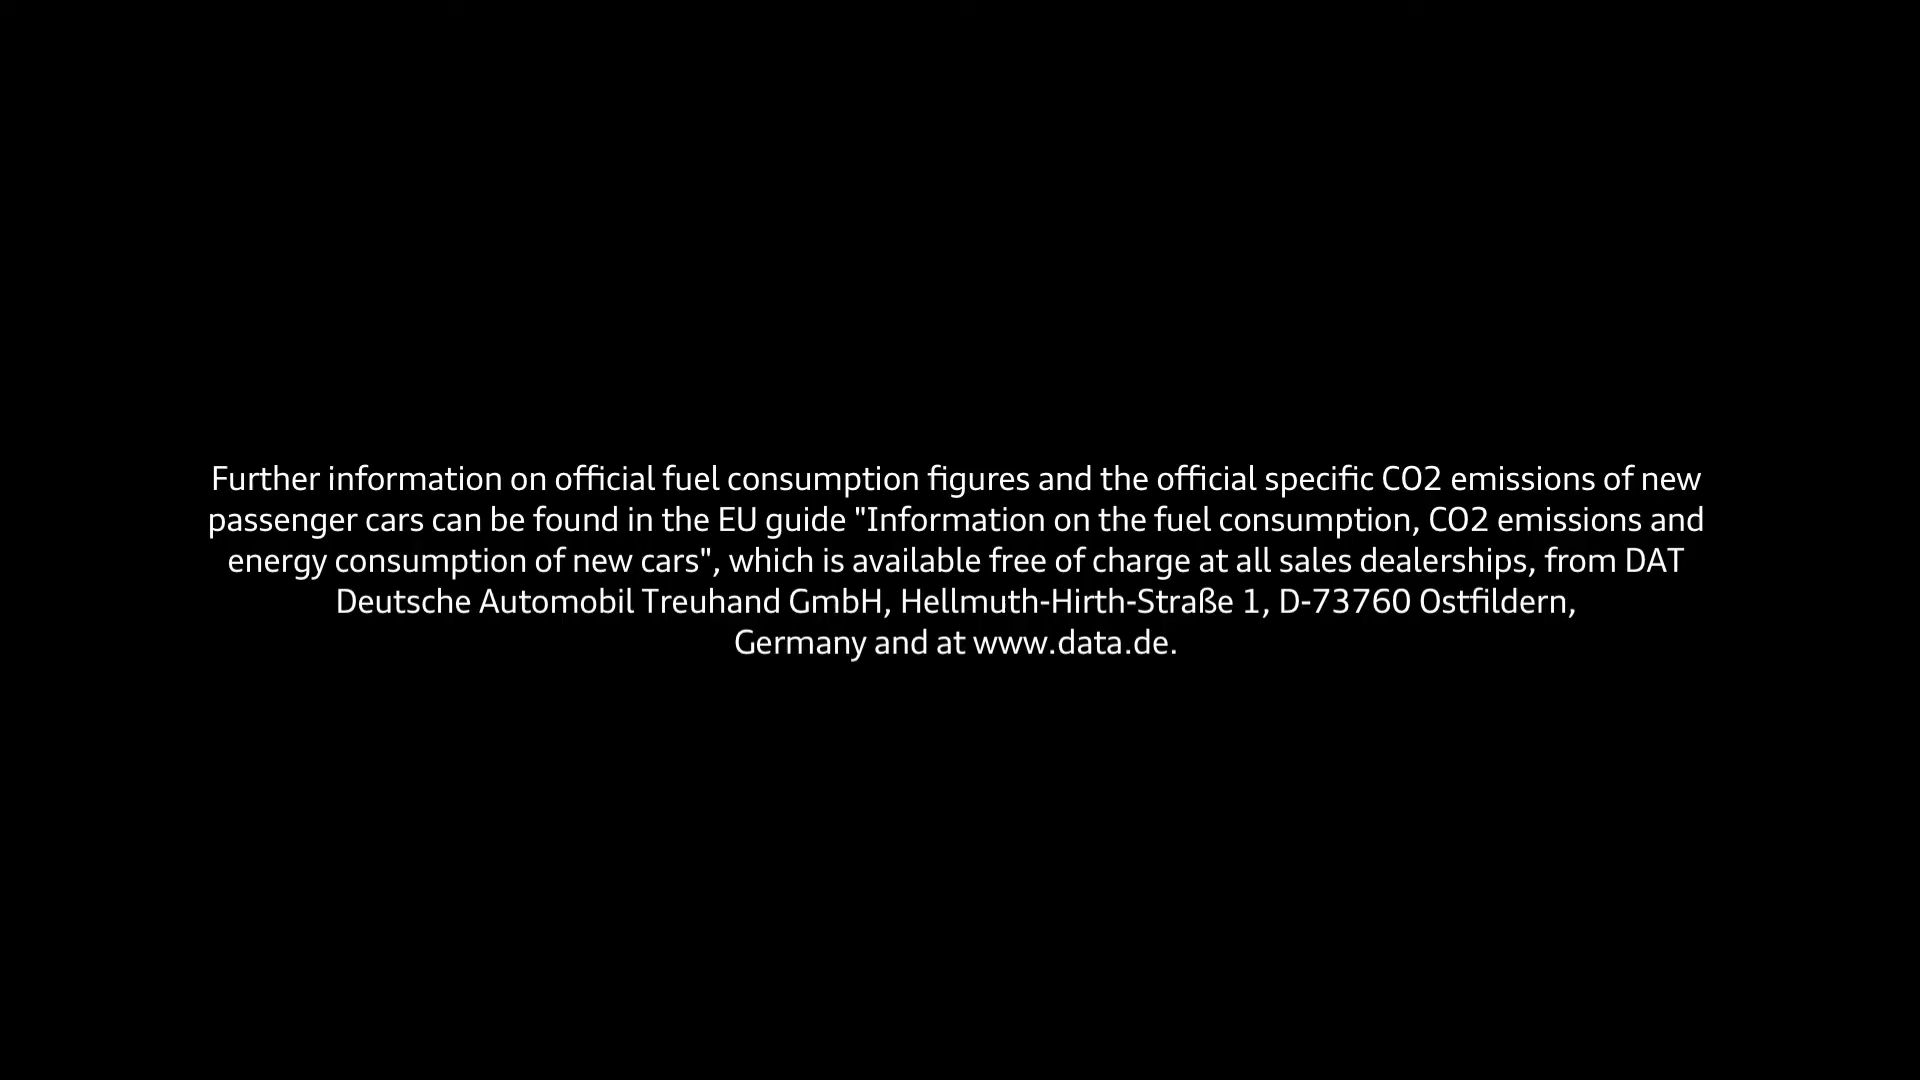 Further information on official fuel consumption figures and the official specific CO2 emissions of new
passenger cars can be found in the EU guide "Information on the fuel consumption, CO2 emissions and
energy consumption of new cars", which is available free of charge at all sales dealerships, from DAT
Deutsche Automobil Treuhand GmbH, Hellmuth-Hirth-Straße 1, D-73760 Ostfildern,
Germany and at www.data.de.